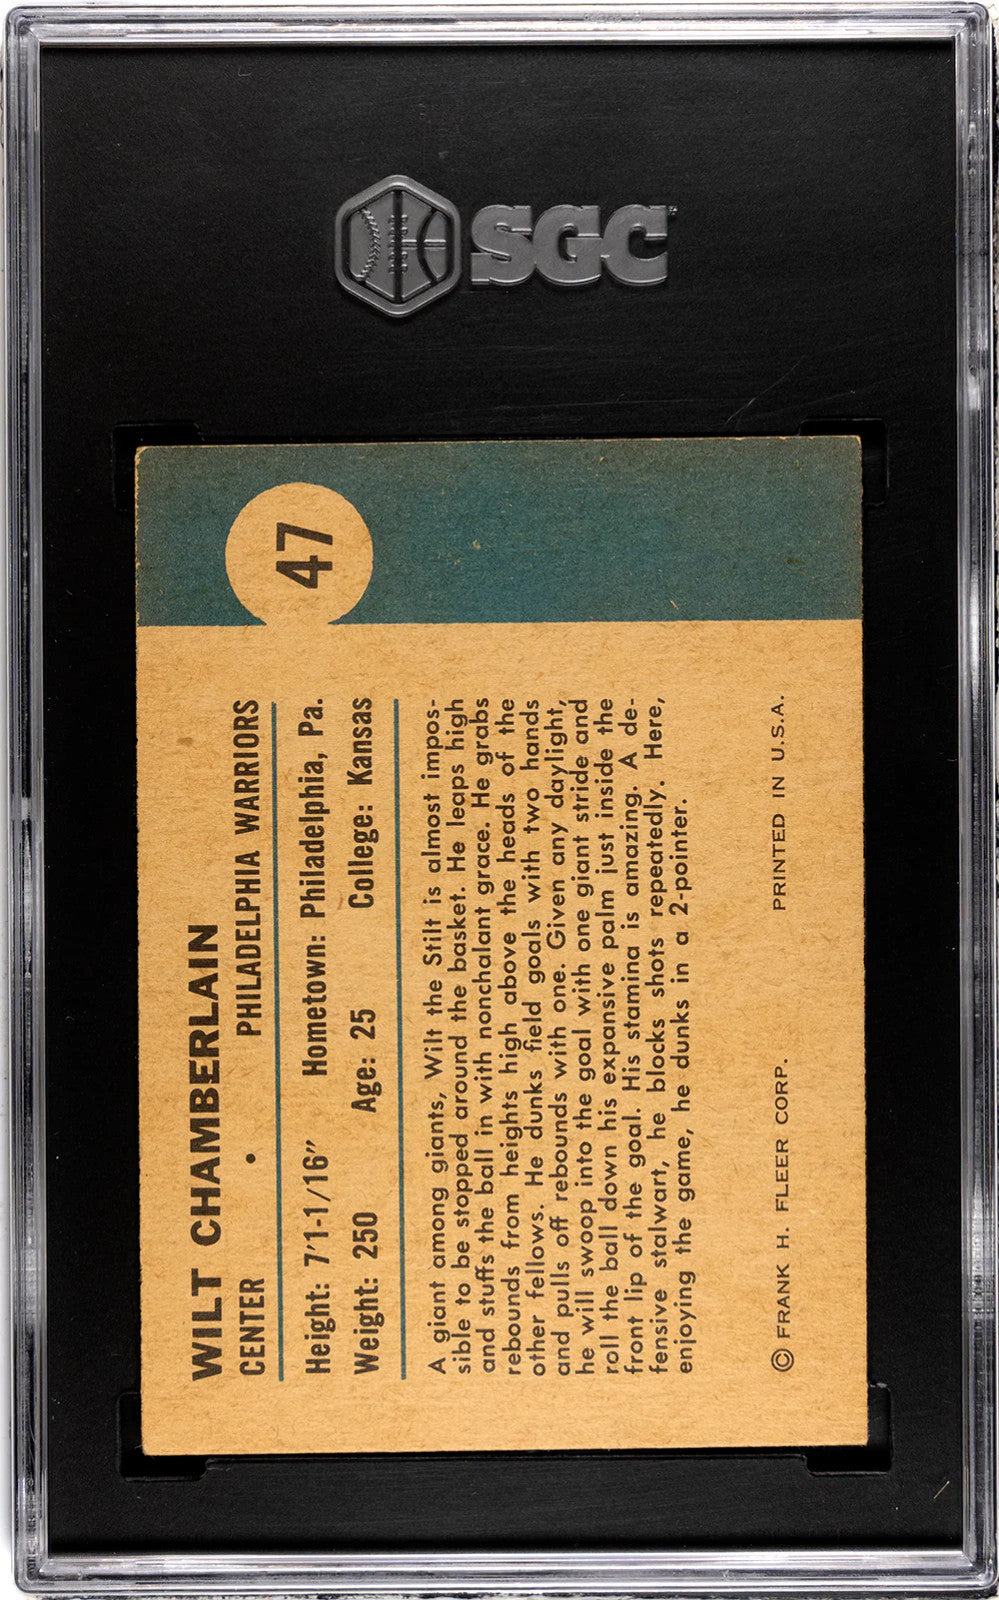 SGC
47
WILT CHAMBERLAIN
CENTER • PHILADELPHIA WARRIORS
Height: 7'1-1/16" Hometown: Philadelphia, Pa.
Weight: 250 Age: 25 College: Kansas
A giant among giants, Wilt the Stilt is almost impos-
sible to be stopped around the basket. He leaps high
and stuffs the ball in with nonchalant grace. He grabs
rebounds from heights high above the heads of the
other fellows. He dunks field goals with two hands
and pulls off rebounds with one. Given any daylight,
he will swoop into the goal with one giant stride and
roll the ball down his expansive palm just inside the
front lip of the goal. His stamina is amazing. A de-
fensive stalwart, he blocks shots repeatedly. Here,
enjoying the game, he dunks in a 2-pointer.
© FRANK H. FLEER CORP. PRINTED IN U.S.A.